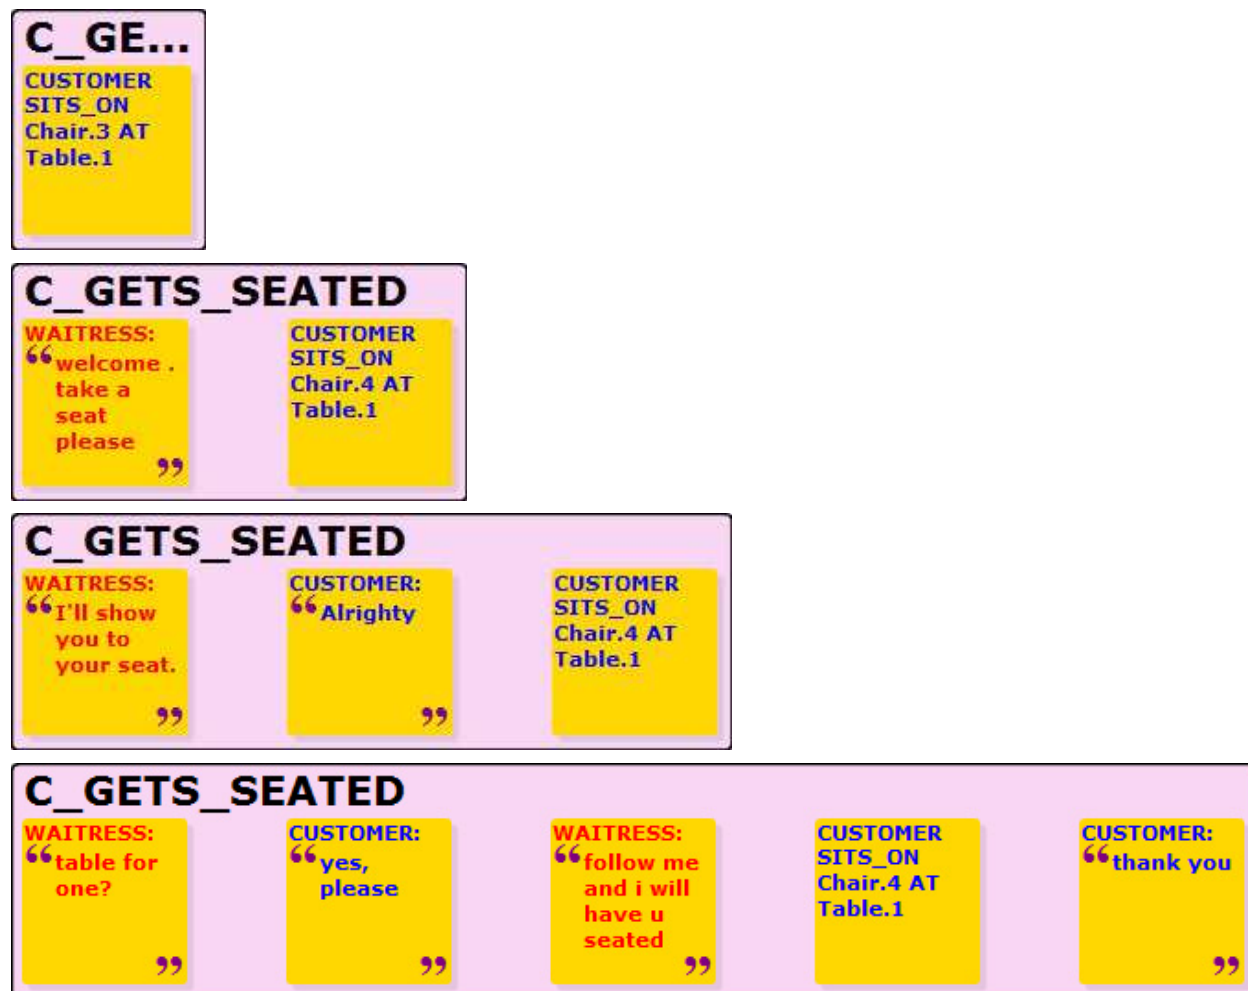 C_GE...
CUSTOMER
SITS_ON
Chair.3 AT
Table.1
C_GETS_SEATED
WAITRESS:
“welcome .
take a
seat
please
”
CUSTOMER
SITS_ON
Chair.4 AT
Table.1
C_GETS_SEATED
WAITRESS:
“I'll show
you to
your seat.
”
CUSTOMER:
“Alrighty
”
CUSTOMER
SITS_ON
Chair.4 AT
Table.1
C_GETS_SEATED
WAITRESS:
“table for
one?
”
CUSTOMER:
“yes,
please
”
WAITRESS:
“follow me
and i will
have u
seated
”
CUSTOMER
SITS_ON
Chair.4 AT
Table.1
CUSTOMER:
“thank you
”